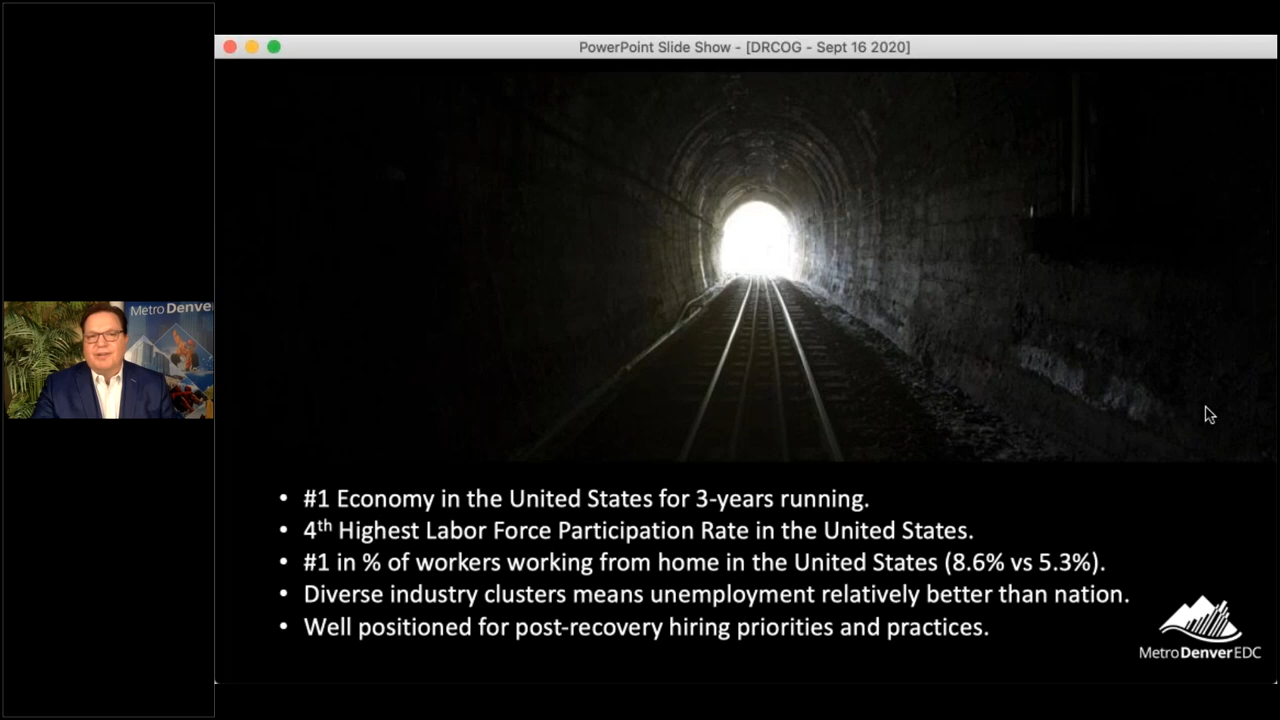 PowerPoint Slide Show - [DRCOG - Sept 16 2020]
Metro Denve
• #1 Economy in the United States for 3-years running.
• 4th Highest Labor Force Participation Rate in the United States.
• #1 in % of workers working from home in the United States (8.6% vs 5.3%).
• Diverse industry clusters means unemployment relatively better than nation.
• Well positioned for post-recovery hiring priorities and practices.
Metro Denver EDC